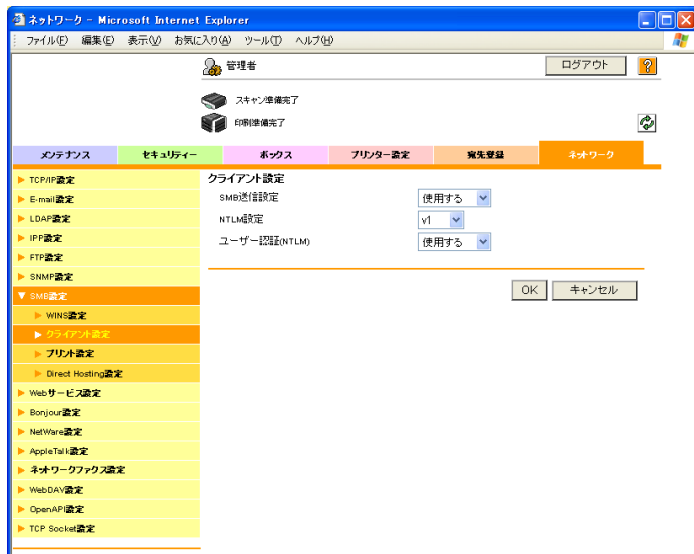 ネットワーク - Microsoft Internet Explorer
ファイル(F) 編集(E) 表示(V) お気に入り(A) ツール(T) ヘルプ(H)
管理者
ログアウト
?
スキャン準備完了
印刷準備完了
メンテナンス セキュリティー ボックス プリンター設定 宛先登録 ネットワーク
TCP/IP設定
E-mail設定
LDAP設定
IPP設定
FTP設定
SNMP設定
SMB設定
WINS設定
クライアント設定
プリント設定
Direct Hosting設定
Webサービス設定
Bonjour設定
NetWare設定
AppleTalk設定
ネットワークファクス設定
WebDAV設定
OpenAPI設定
TCP Socket設定
クライアント設定
SMB送信設定 使用する
NTLM設定 v1
ユーザー認証(NTLM) 使用する
OK キャンセル